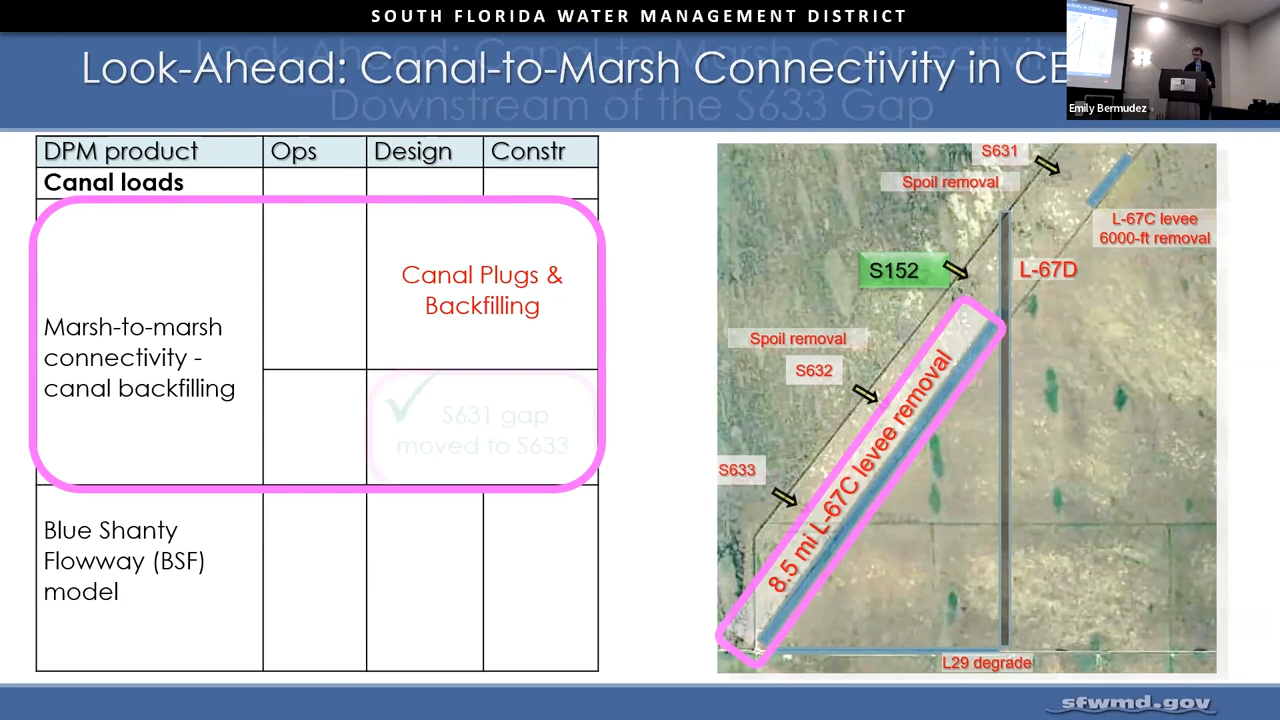 SOUTH FLORIDA WATER MANAGEMENT DISTRICT
Look-Ahead: Canal-to-Marsh Connectivity in CE
Downstream of the S633 Gap
Emily Bermudez
DPM product Ops Design Constr
Canal loads
Canal Plugs &
Backfilling
Marsh-to-marsh
connectivity -
canal backfilling
S631 gap
moved to S633
Blue Shanty
Flowway (BSF)
model
S631
Spoil removal
L-67C levee
6000-ft removal
S152
L-67D
Spoil removal
S632
8.5 mi L-67C levee removal
S633
L29 degrade
sfwmd.gov